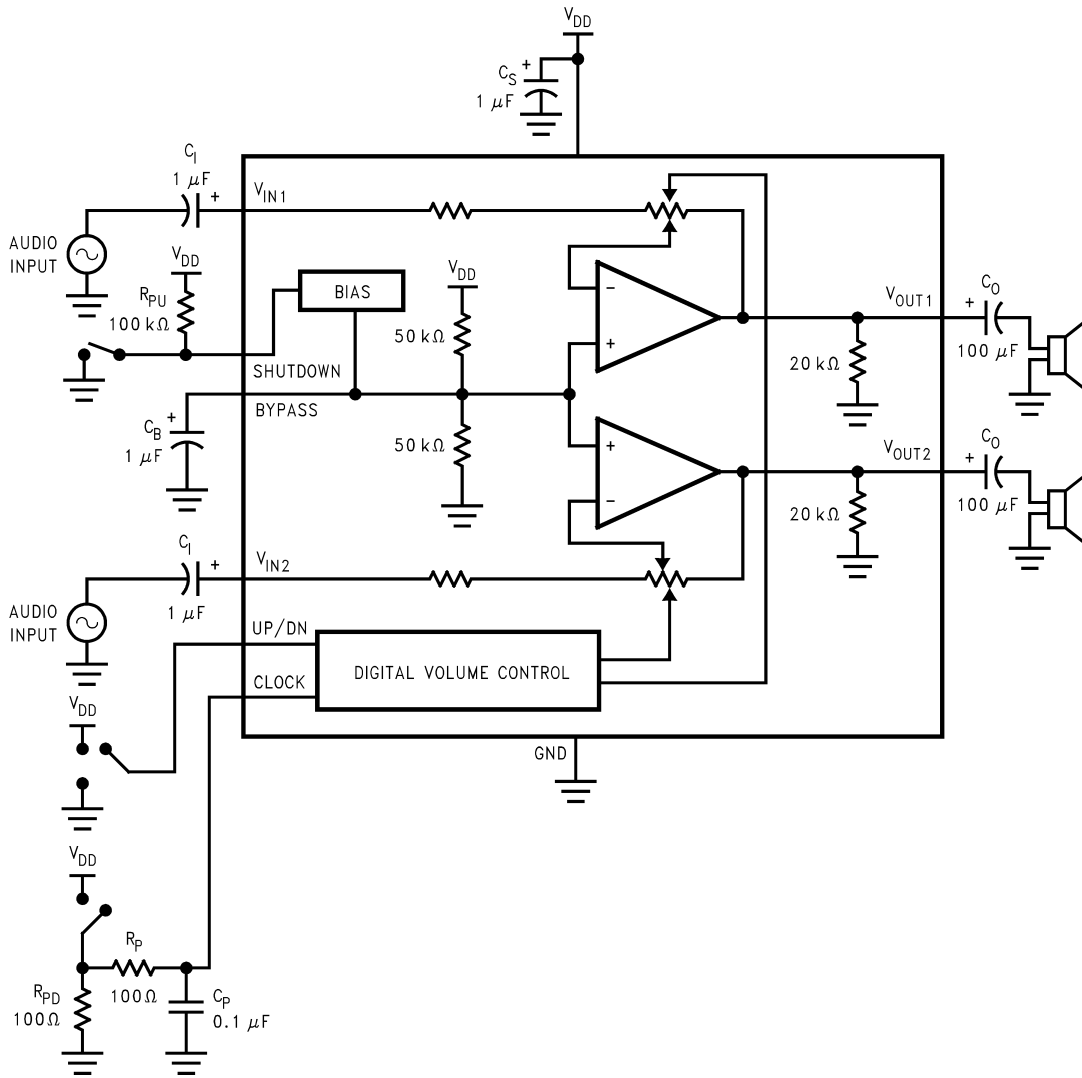 VDD
CS
+
1 μF
CI
1 μF
+
VIN1
AUDIO
INPUT
VDD
RPU
100 kΩ
BIAS
VDD
50 kΩ
−
+
VOUT1
+
CO
100 μF
20 kΩ
SHUTDOWN
BYPASS
+
CB
1 μF
50 kΩ
+
−
VOUT2
+
CO
100 μF
20 kΩ
CI
+
1 μF
VIN2
AUDIO
INPUT
UP/DN
CLOCK
DIGITAL VOLUME CONTROL
VDD
GND
VDD
RP
100Ω
RPD
100Ω
CP
0.1 μF